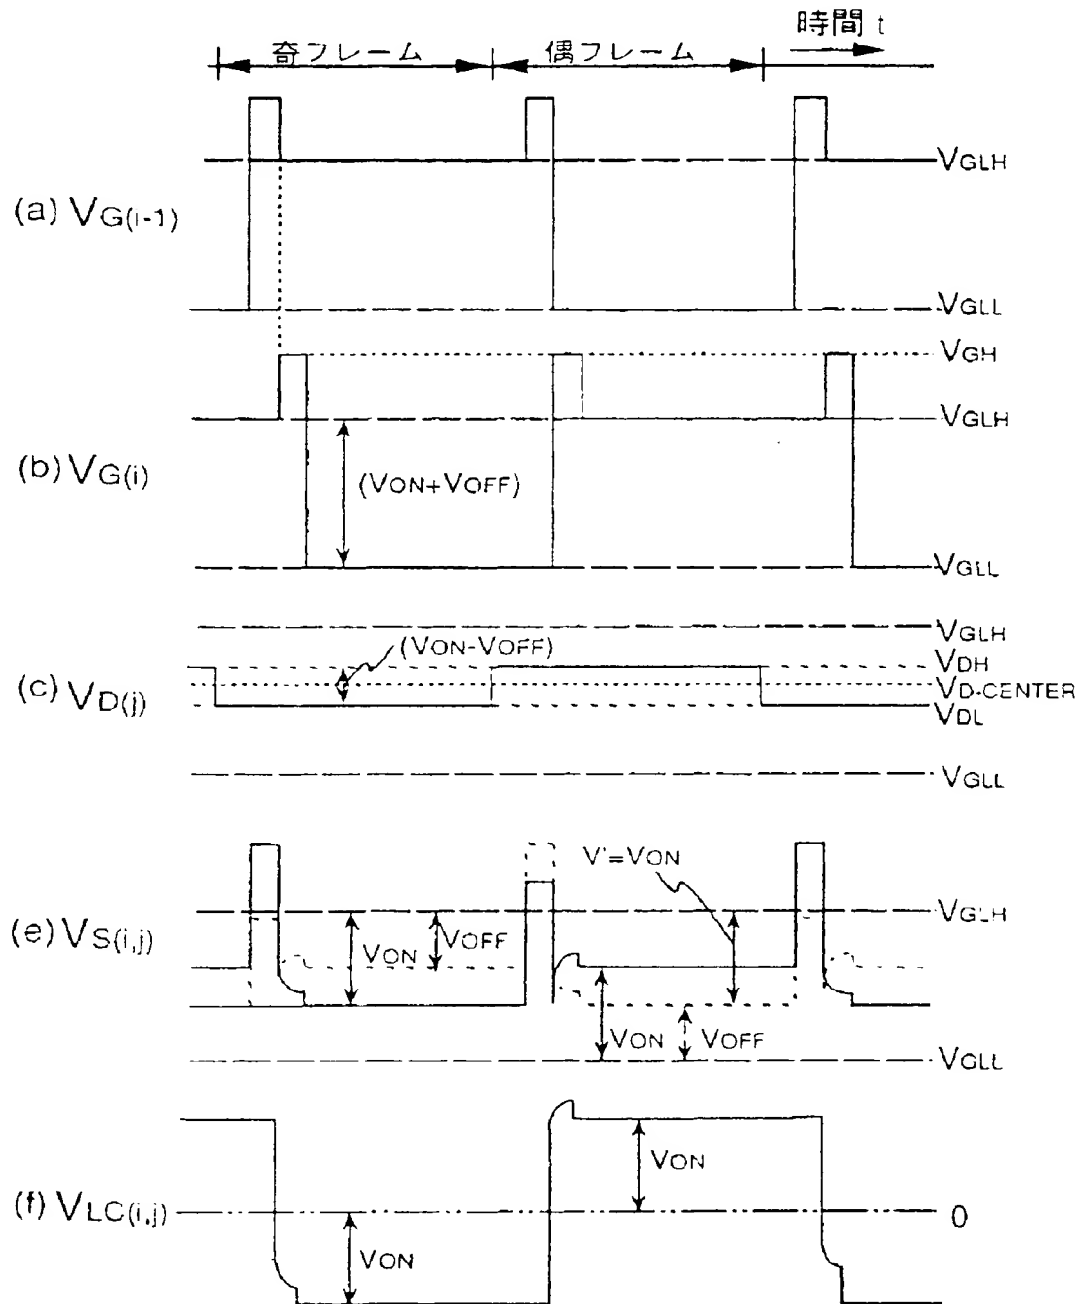 時間 t
奇フレーム
偶フレーム
VGLH
(a) VG(i-1)
VGLL
VGH
VGLH
(b) VG(i)
(VON+VOFF)
VGLL
VGLH
(VON-VOFF)
VDH
(c) VD(j)
VD-CENTER
VDL
VGLL
V'=VON
VGLH
(e) VS(i,j)
VON
VOFF
VON
VOFF
VGLL
VON
(f) VLC(i,j)
0
VON